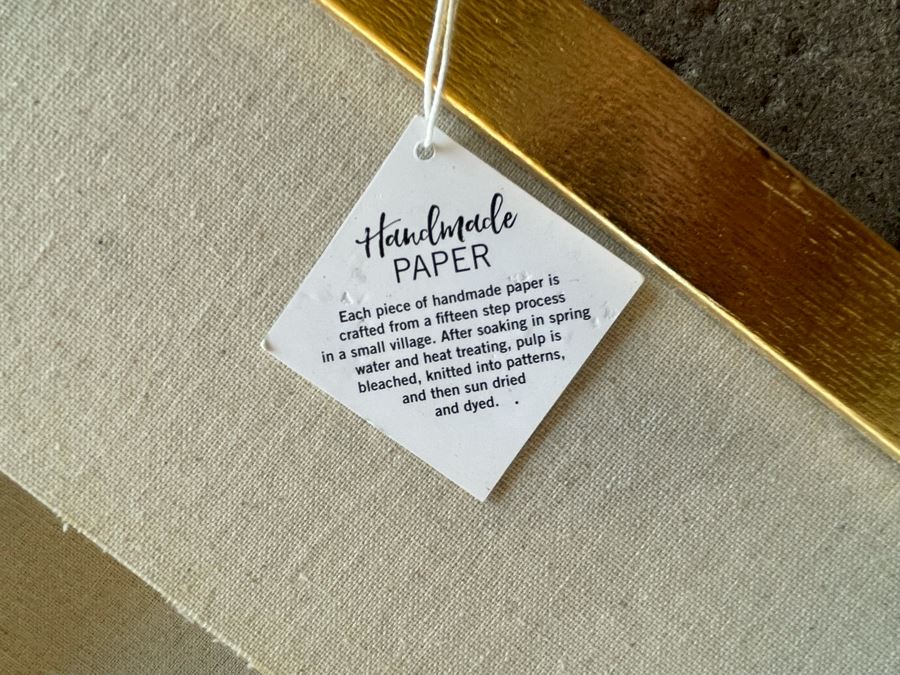 Handmade
PAPER
Each piece of handmade paper is
crafted from a fifteen step process
in a small village. After soaking in spring
water and heat treating, pulp is
bleached, knitted into patterns,
and then sun dried
and dyed.